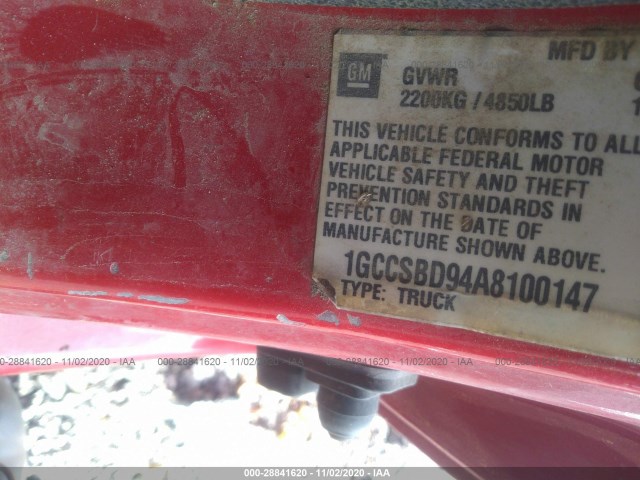 MFD BY
GM
GVWR
2200KG / 4850LB
THIS VEHICLE CONFORMS TO ALL
APPLICABLE FEDERAL MOTOR
VEHICLE SAFETY AND THEFT
PREVENTION STANDARDS IN
EFFECT ON THE DATE OF
MANUFACTURE SHOWN ABOVE.
1GCCSBD94A8100147
TYPE: TRUCK
000-28841620 - 11/02/2020 - IAA
000-28841620 - 11/02/2020 - IAA
000-28841620 - 11/02/2020 - IAA
000-28841620 - 11/02/2020 - IAA